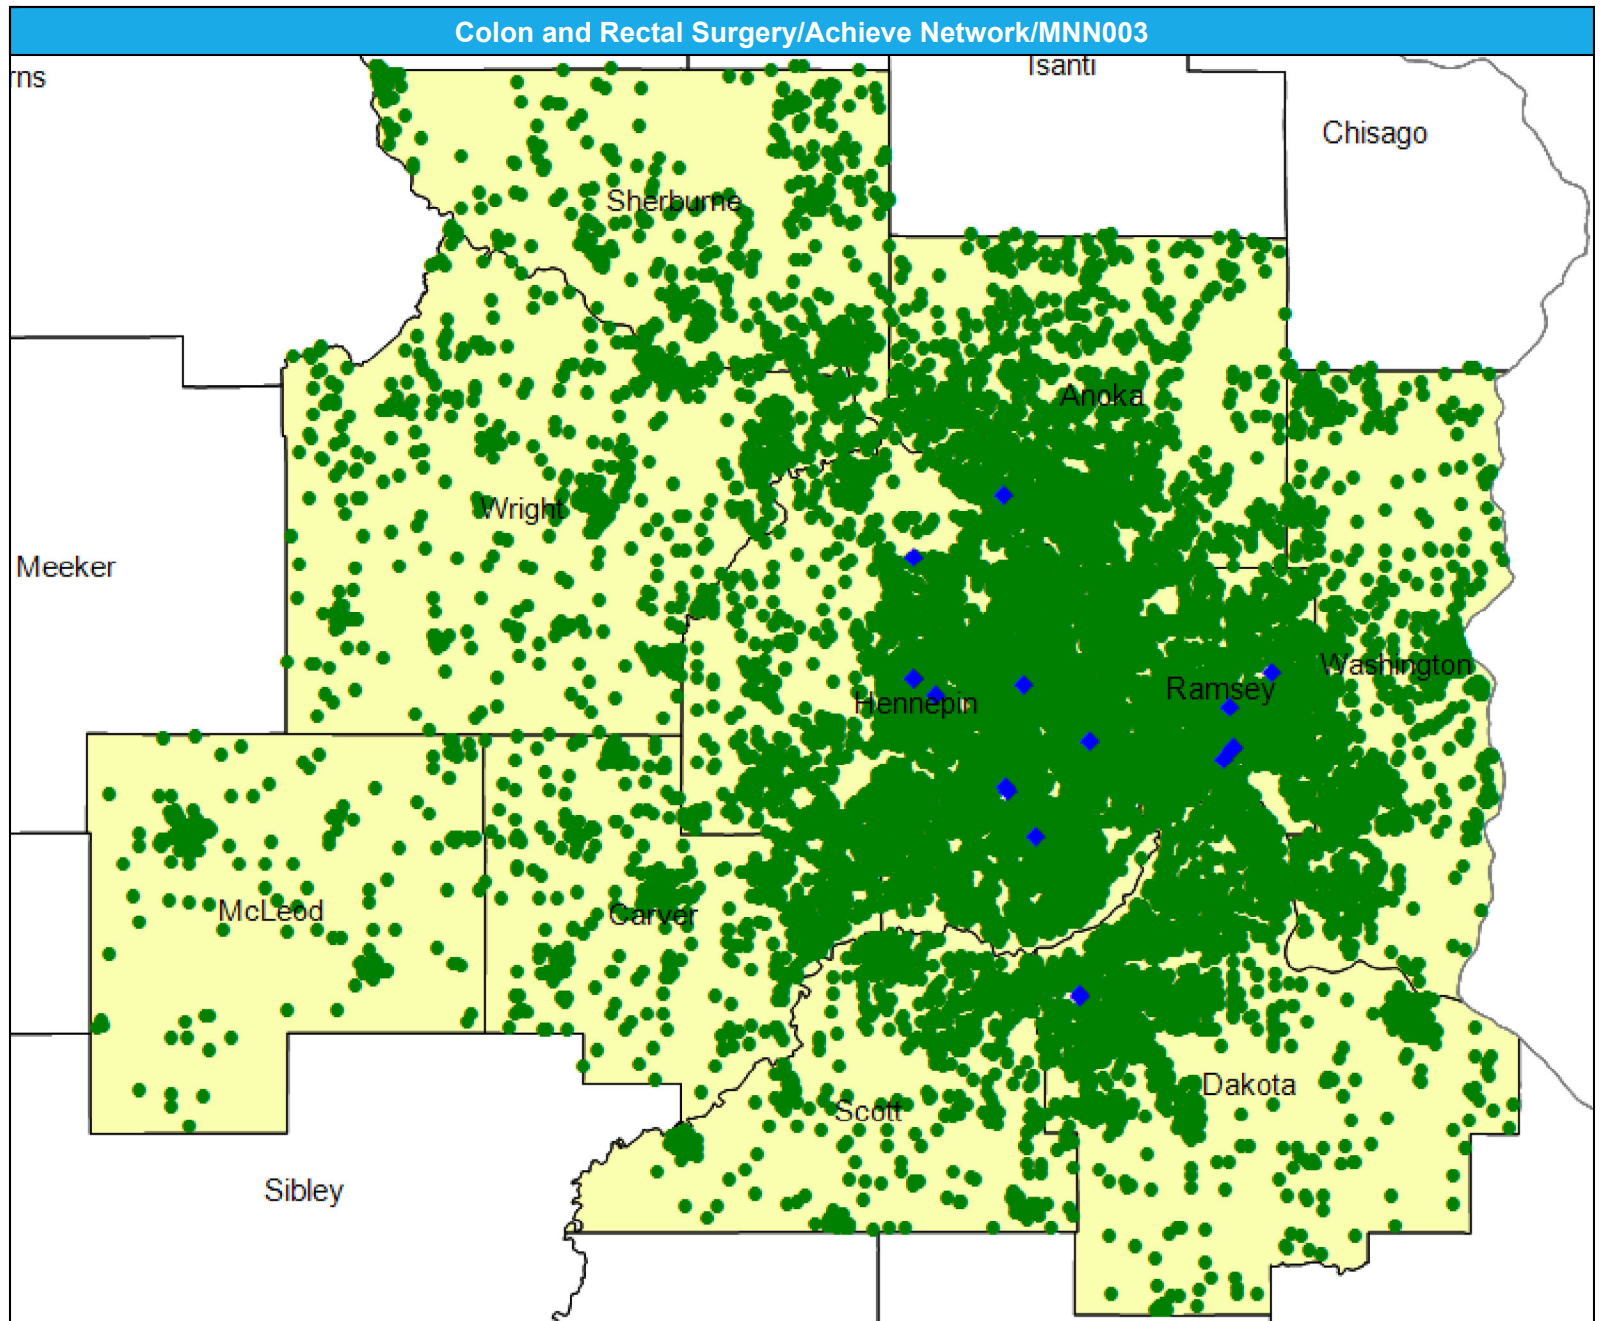 Colon and Rectal Surgery/Achieve Network/MNN003
rns
Isanti
Chisago
Sherburne
Anoka
Wright
Meeker
Washington
Ramsey
Hennepin
McLeod
Carver
Dakota
Scott
Sibley